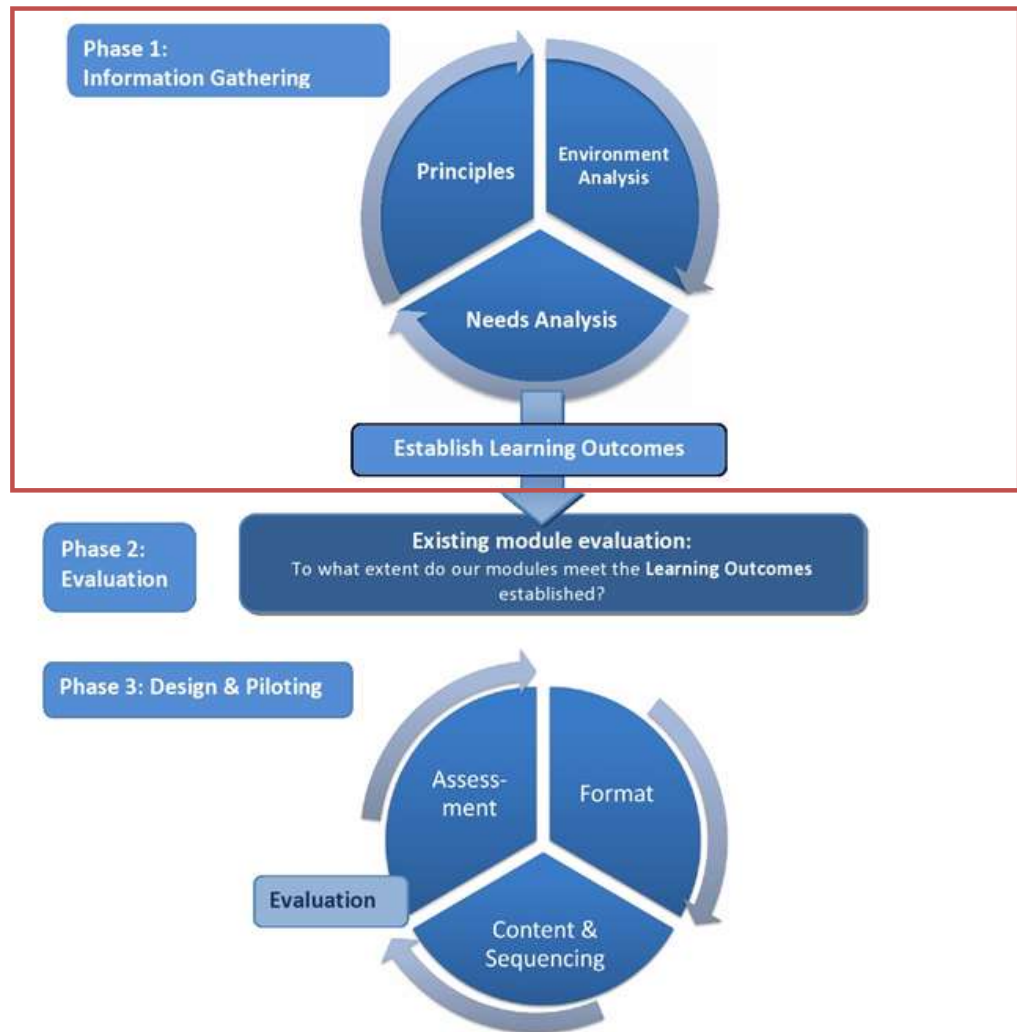 Phase 1:
Information Gathering
Principles
Environment
Analysis
Needs Analysis
Establish Learning Outcomes
Phase 2:
Evaluation
Existing module evaluation:
To what extent do our modules meet the Learning Outcomes
established?
Phase 3: Design & Piloting
Assess-
ment
Format
Evaluation
Content &
Sequencing